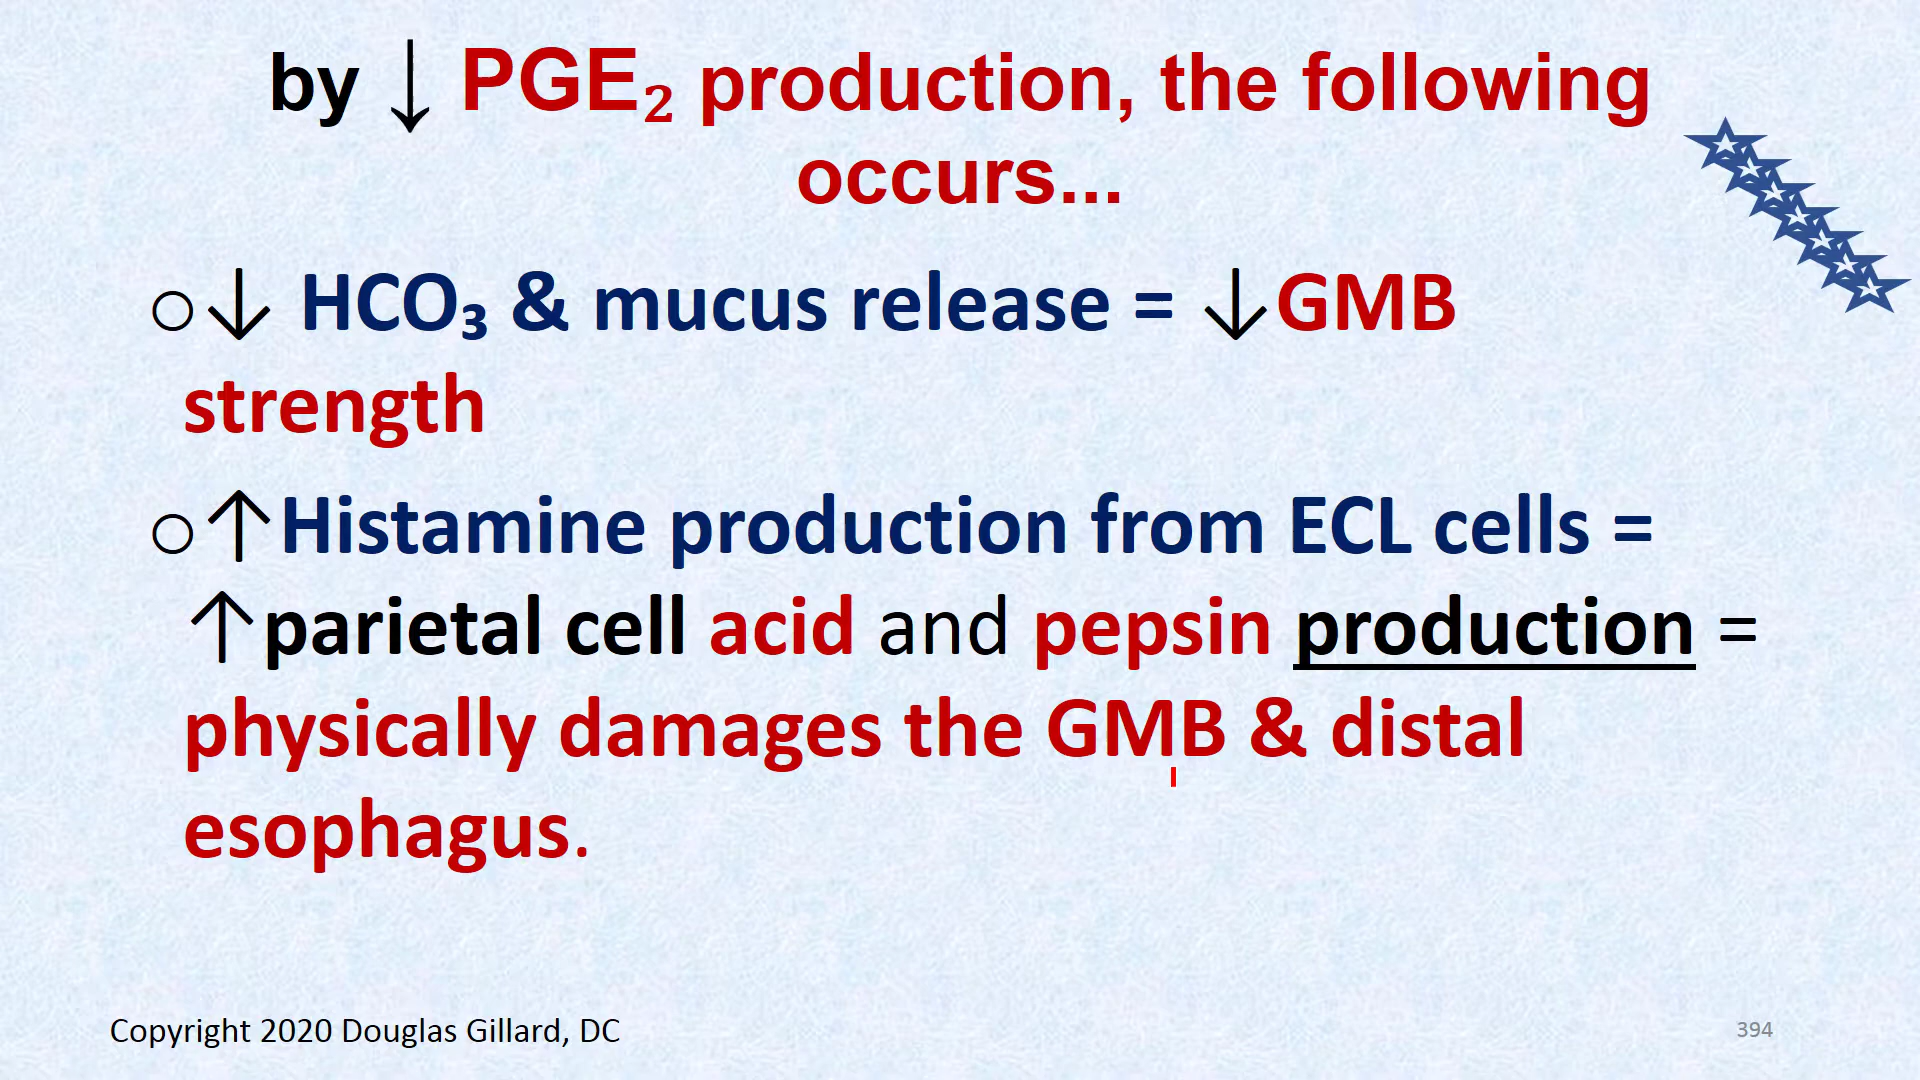 by ↓ PGE₂ production, the following
occurs...
○↓ HCO₃ & mucus release = ↓GMB
strength
○↑Histamine production from ECL cells =
↑parietal cell acid and pepsin production =
physically damages the GMB & distal
esophagus.
Copyright 2020 Douglas Gillard, DC
394